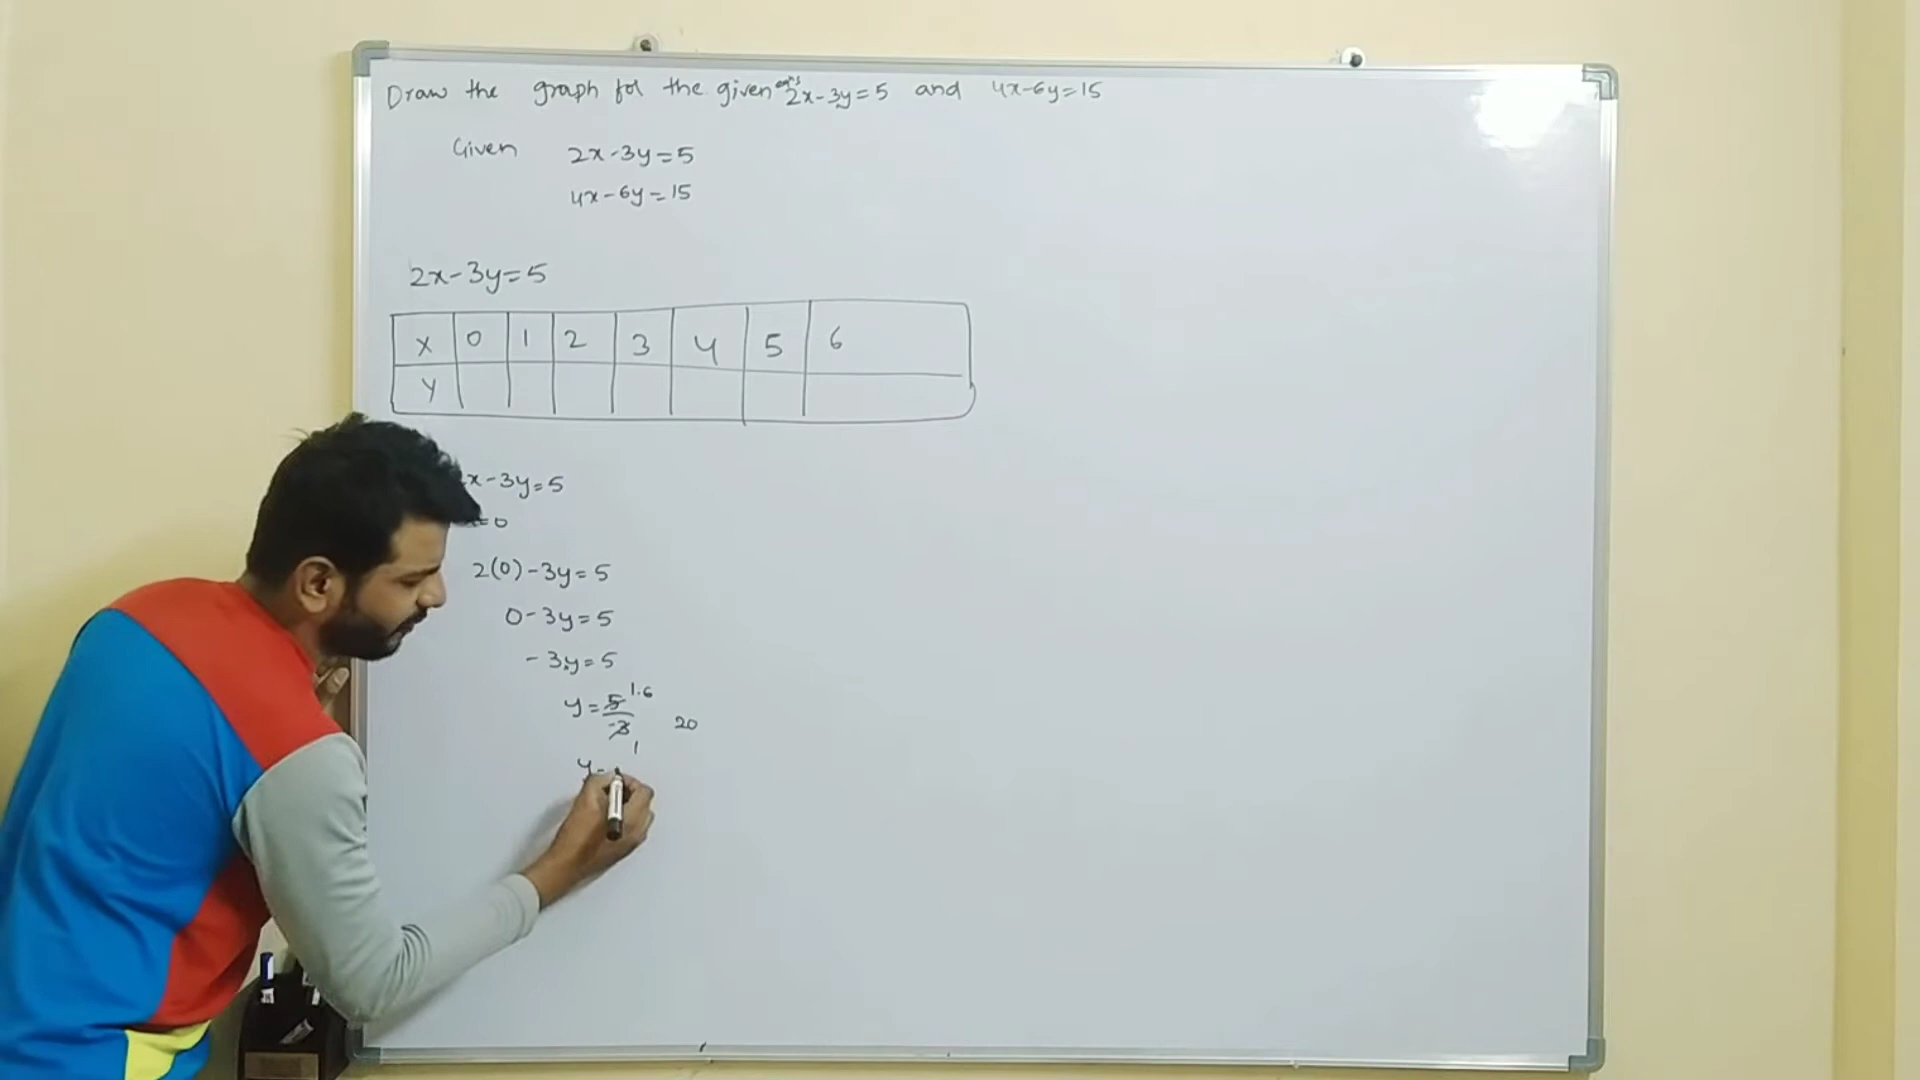 Draw the graph for the given eqns 2x-3y=5 and 4x-6y=15
Given 2x-3y=5
4x-6y=15
2x-3y=5
X 0 1 2 3 4 5 6
Y
x-3y=5
=0
2(0)-3y=5
0-3y=5
-3y=5
y=5/-3 1.6
20
1
y=